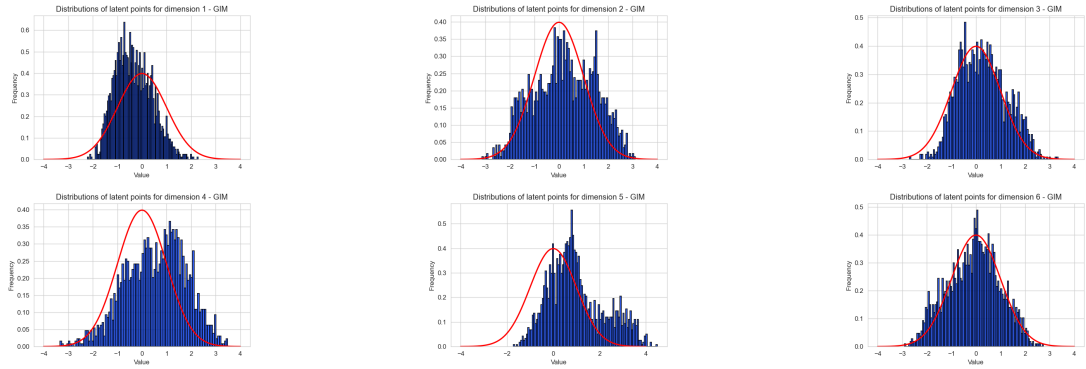 Distributions of latent points for dimension 1 - GIM
Frequency
0.6
0.5
0.4
0.3
0.2
0.1
0.0
−4 −3 −2 −1 0 1 2 3 4
Value
Distributions of latent points for dimension 2 - GIM
Frequency
0.40
0.35
0.30
0.25
0.20
0.15
0.10
0.05
0.00
−4 −3 −2 −1 0 1 2 3 4
Value
Distributions of latent points for dimension 3 - GIM
Frequency
0.5
0.4
0.3
0.2
0.1
0.0
−4 −3 −2 −1 0 1 2 3 4
Value
Distributions of latent points for dimension 4 - GIM
Frequency
0.40
0.35
0.30
0.25
0.20
0.15
0.10
0.05
0.00
−4 −3 −2 −1 0 1 2 3 4
Value
Distributions of latent points for dimension 5 - GIM
Frequency
0.5
0.4
0.3
0.2
0.1
0.0
−4 −2 0 2 4
Value
Distributions of latent points for dimension 6 - GIM
Frequency
0.5
0.4
0.3
0.2
0.1
0.0
−4 −3 −2 −1 0 1 2 3 4
Value